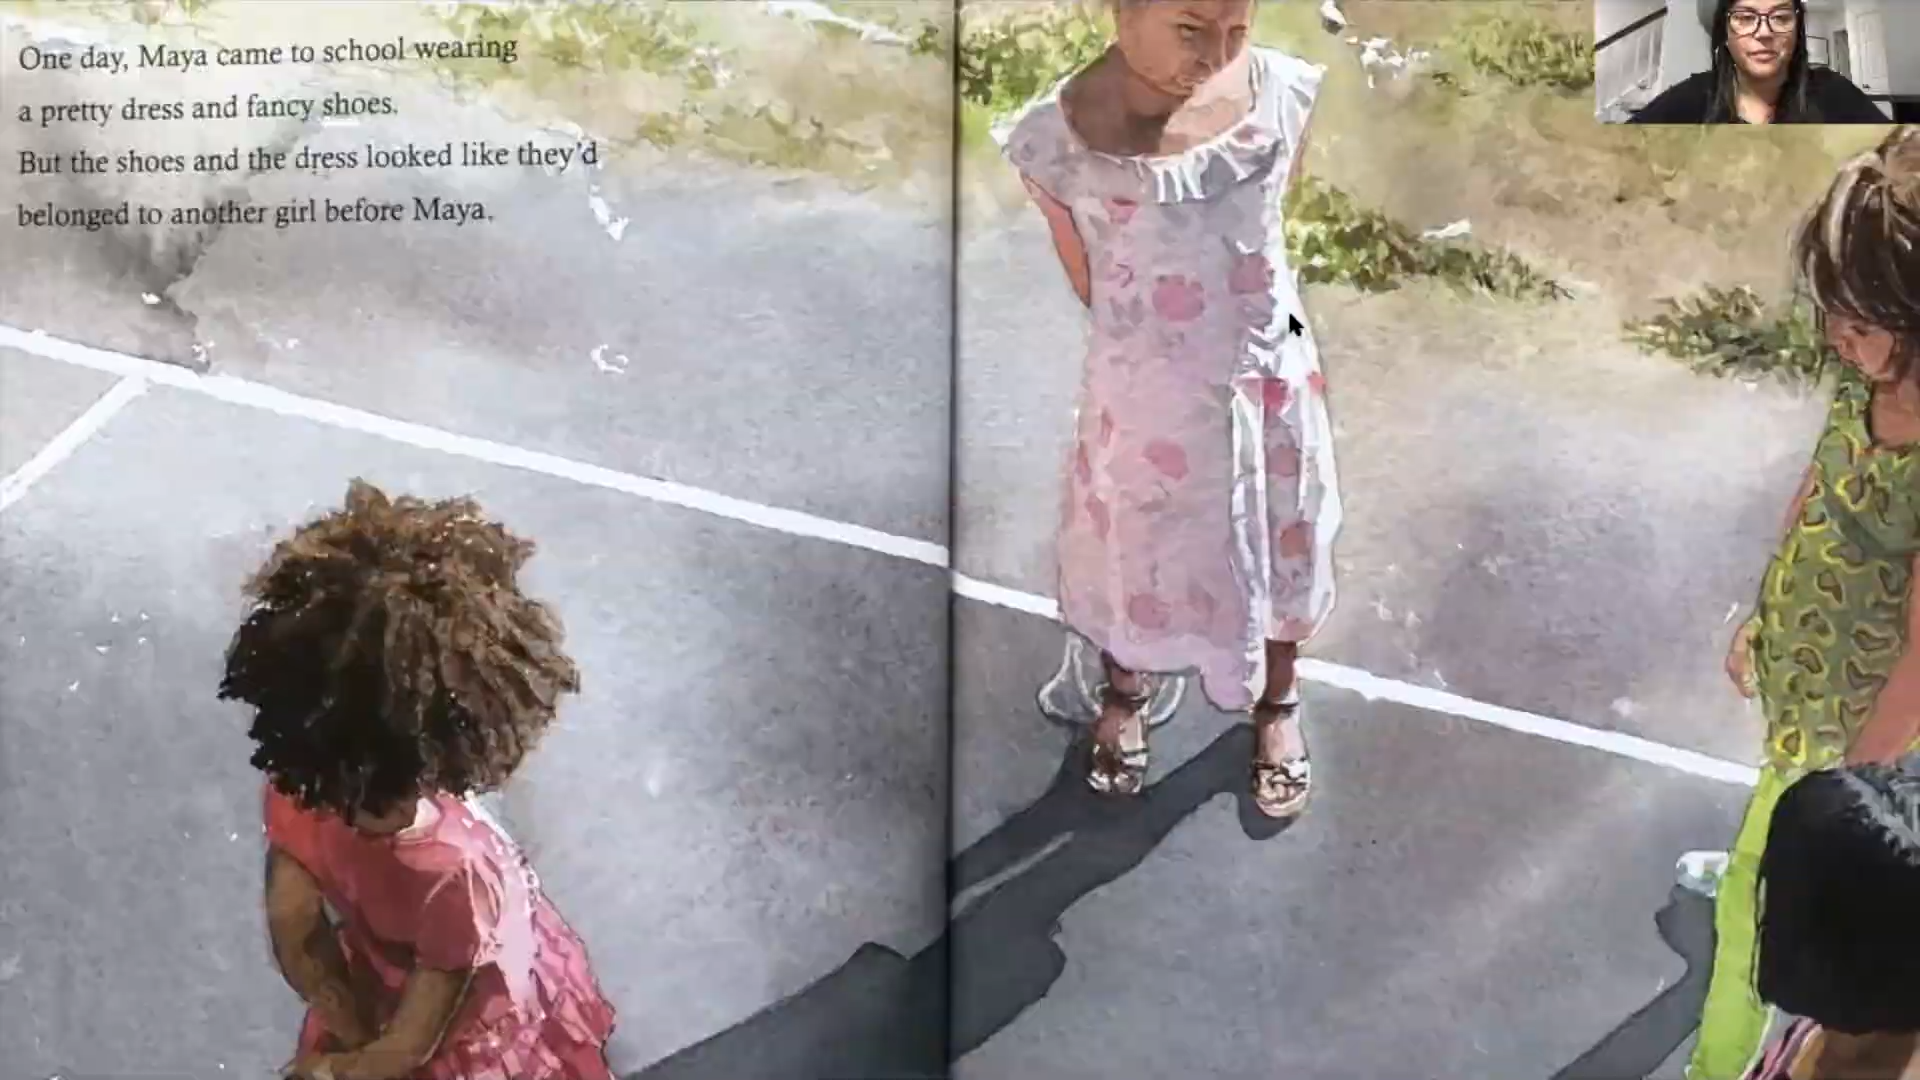 One day, Maya came to school wearing
a pretty dress and fancy shoes.
But the shoes and the dress looked like they'd
belonged to another girl before Maya.